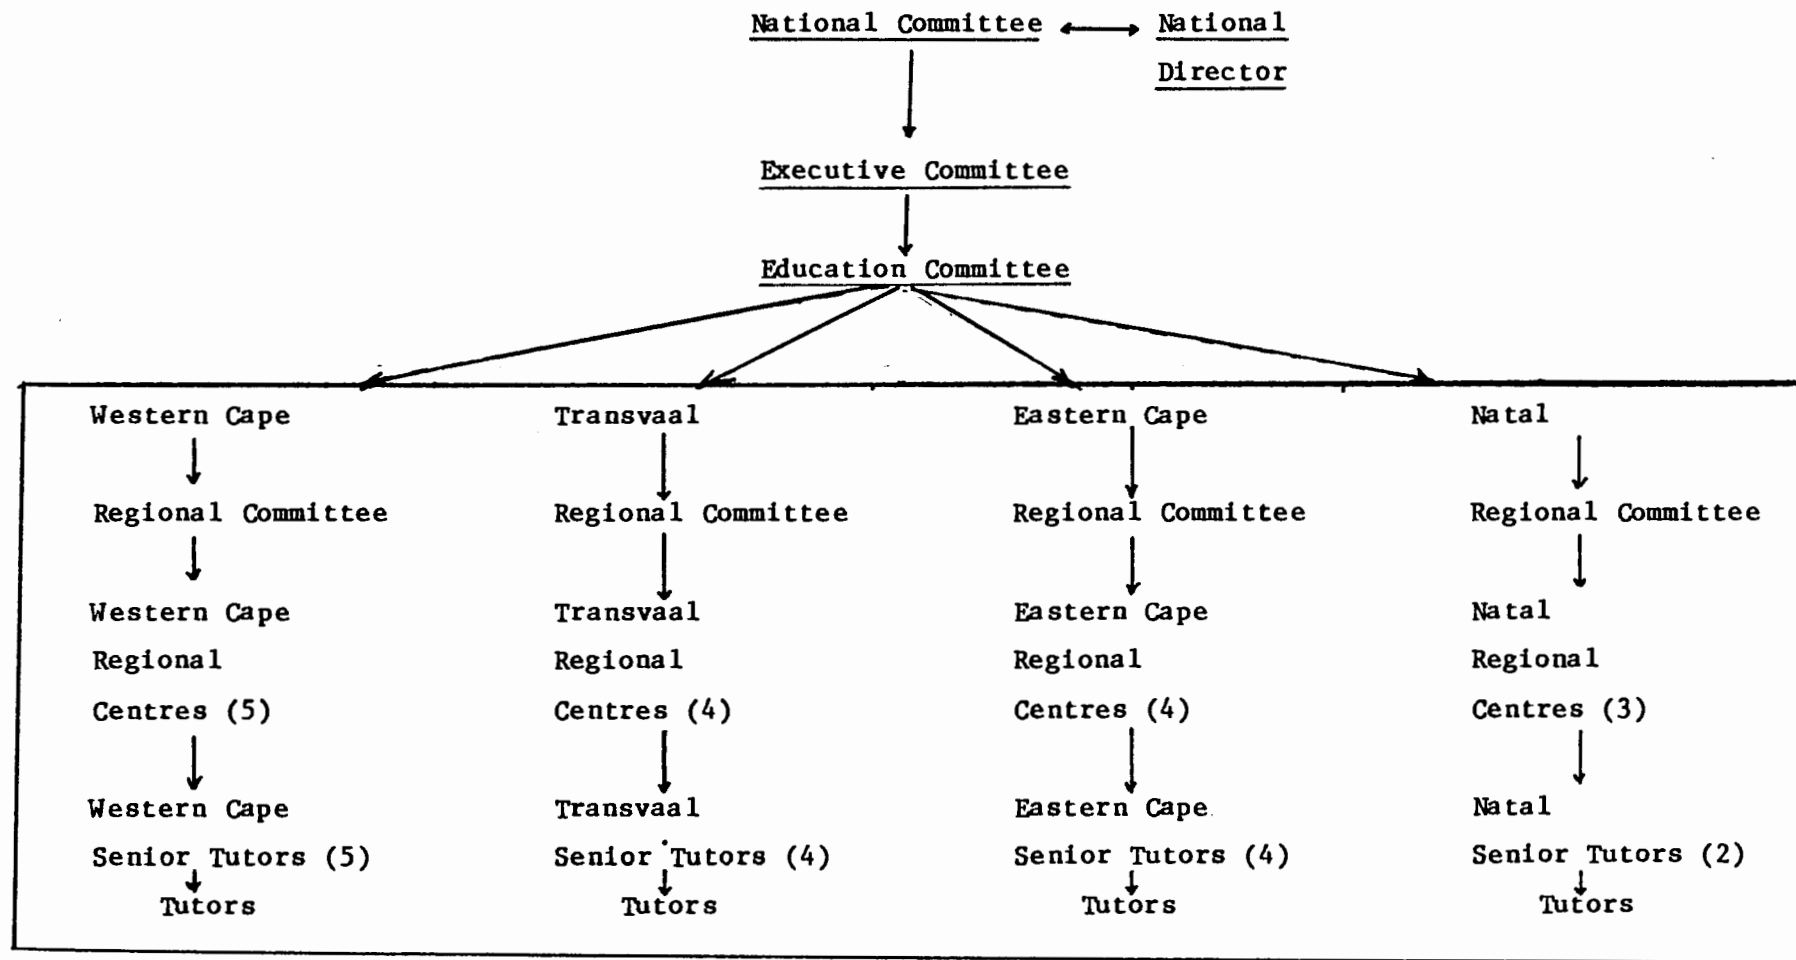 National Committee National
Director
Executive Committee
Education Committee
Western Cape Transvaal Eastern Cape Natal
Regional Committee Regional Committee Regional Committee Regional Committee
Western Cape Transvaal Eastern Cape Natal
Regional Regional Regional Regional
Centres (5) Centres (4) Centres (4) Centres (3)
Western Cape Transvaal Eastern Cape Natal
Senior Tutors (5) Senior Tutors (4) Senior Tutors (4) Senior Tutors (2)
Tutors Tutors Tutors Tutors